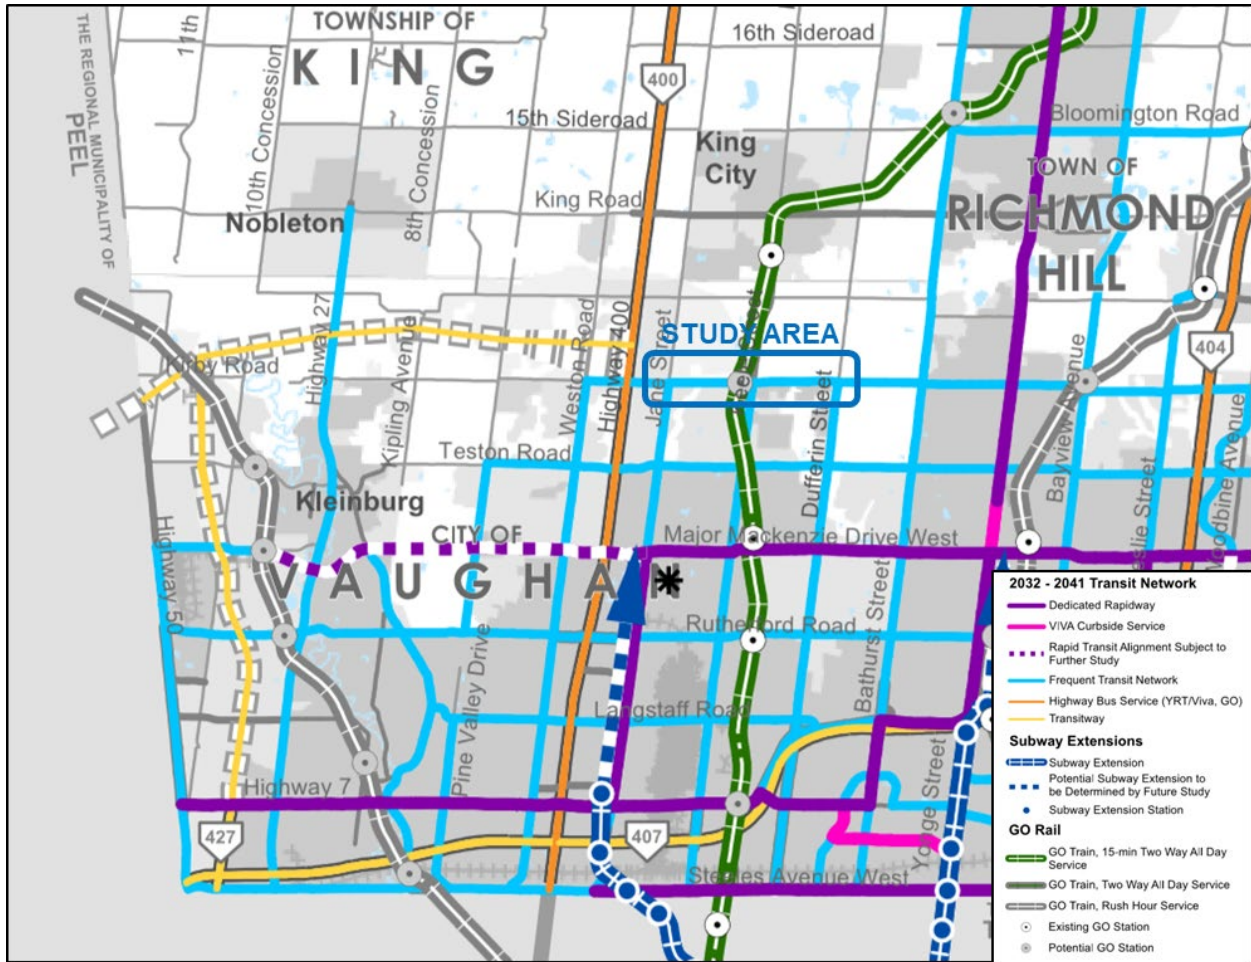 TOWNSHIP OF
KING
11th
16th Sideroad
THE REGIONAL MUNICIPALITY OF
PEEL
10th Concession
8th Concession
400
15th Sideroad
King
City
Bloomington Road
TOWN OF
RICHMOND
HILL
King Road
Nobleton
Highway 27
Kipling Avenue
Weston Road
Highway 400
Jane Street
STUDY AREA
Kirby Road
Dufferin Street
Bayview Avenue
404
Teston Road
Kleinburg
CITY OF
VAUGHAN
Major Mackenzie Drive West
Woodbine Avenue
Highway 50
Rutherford Road
Pine Valley Drive
Bathurst Street
Langstaff Road
Highway 7
Yonge Street
427
407
Steeles Avenue West
2032 - 2041 Transit Network
Dedicated Rapidway
VIVA Curbside Service
Rapid Transit Alignment Subject to
Further Study
Frequent Transit Network
Highway Bus Service (YRT/Viva, GO)
Transitway
Subway Extensions
Subway Extension
Potential Subway Extension to
be Determined by Future Study
Subway Extension Station
GO Rail
GO Train, 15-min Two Way All Day
Service
GO Train, Two Way All Day Service
GO Train, Rush Hour Service
Existing GO Station
Potential GO Station